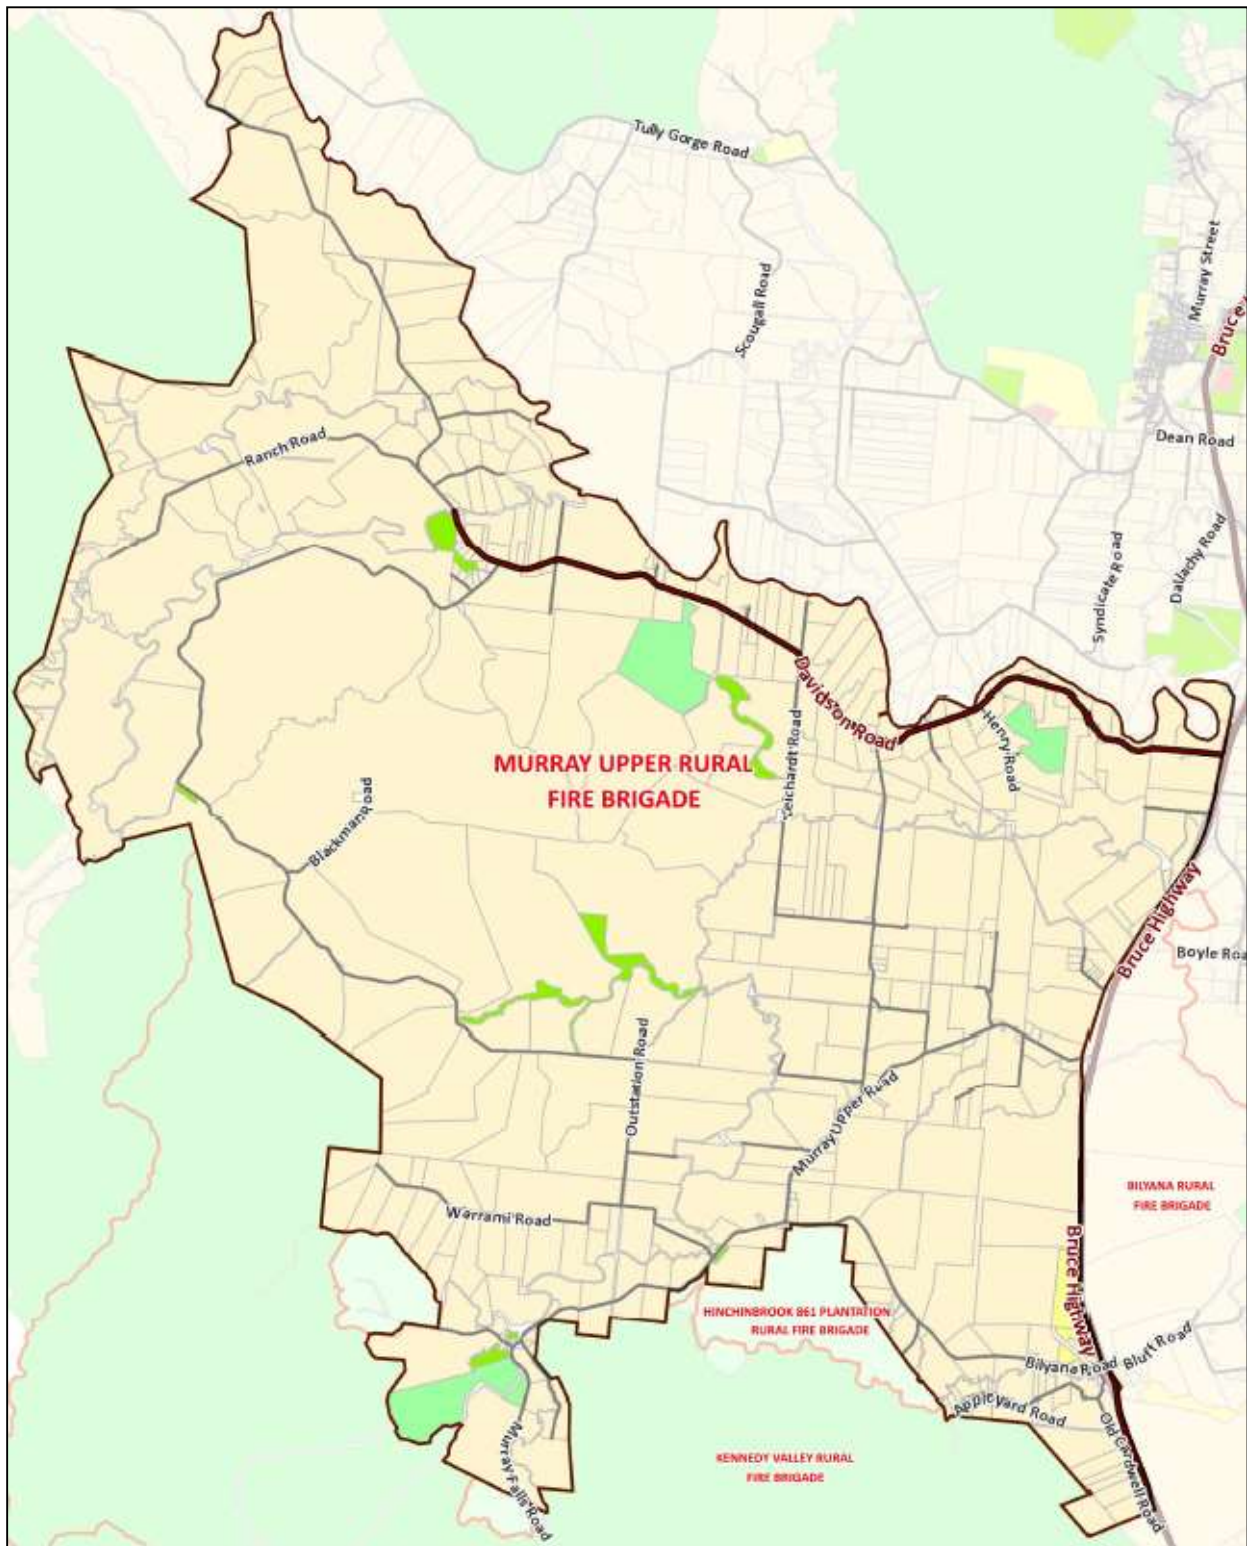 Tully Gorge Road
Murray Street
Scougall Road
Bruce
Dean Road
Ranch Road
Syndicate Road
Dallachy Road
Davidson Road
Henry Road
Leichardt Road
MURRAY UPPER RURAL
FIRE BRIGADE
Blackman Road
Bruce Highway
Boyle Roa
Outstation Road
Murray Upper Road
BILYANA RURAL
FIRE BRIGADE
Warrami Road
Bruce Highway
HINCHINBROOK 861 PLANTATION
RURAL FIRE BRIGADE
Bluff Road
Bilyana Road
Appleyard Road
Old Cardwell Road
Murray Falls Road
KENNEDY VALLEY RURAL
FIRE BRIGADE